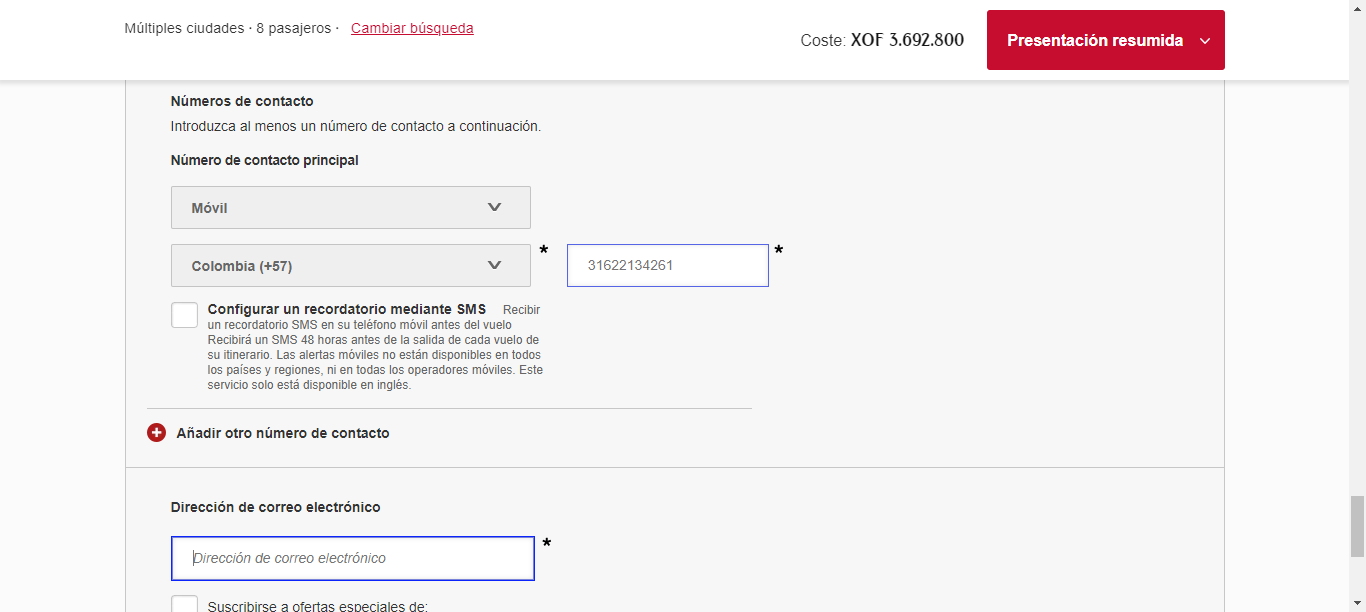 Múltiples ciudades · 8 pasajeros · Cambiar búsqueda
Coste: XOF 3.692.800
Presentación resumida
Números de contacto
Introduzca al menos un número de contacto a continuación.
Número de contacto principal
Móvil
Colombia (+57) * 31622134261 *
Configurar un recordatorio mediante SMS Recibir
un recordatorio SMS en su teléfono móvil antes del vuelo
Recibirá un SMS 48 horas antes de la salida de cada vuelo de
su itinerario. Las alertas móviles no están disponibles en todos
los países y regiones, ni en todas los operadores móviles. Este
servicio solo está disponible en inglés.
Añadir otro número de contacto
Dirección de correo electrónico
Dirección de correo electrónico *
Suscribirse a ofertas especiales de: